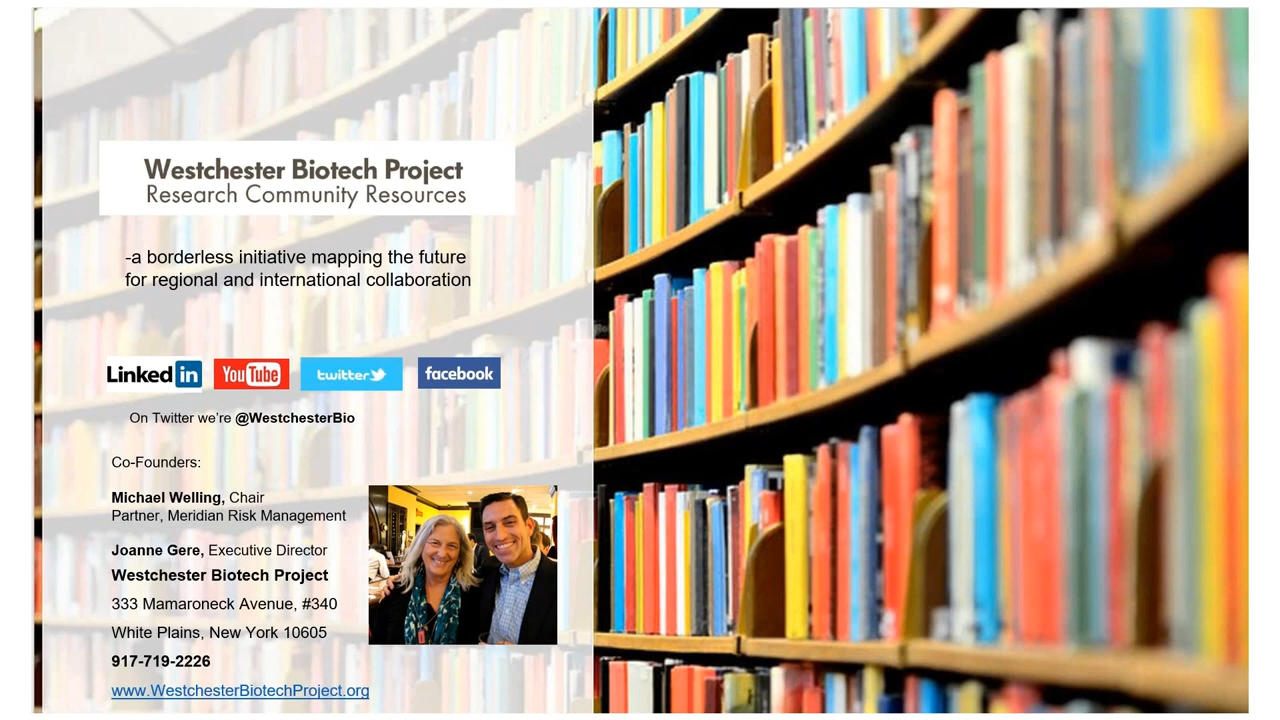 Westchester Biotech Project
Research Community Resources
-a borderless initiative mapping the future
for regional and international collaboration
Linked in YouTube twitter facebook
On Twitter we’re @WestchesterBio
Co-Founders:
Michael Welling, Chair
Partner, Meridian Risk Management
Joanne Gere, Executive Director
Westchester Biotech Project
333 Mamaroneck Avenue, #340
White Plains, New York 10605
917-719-2226
www.WestchesterBiotechProject.org